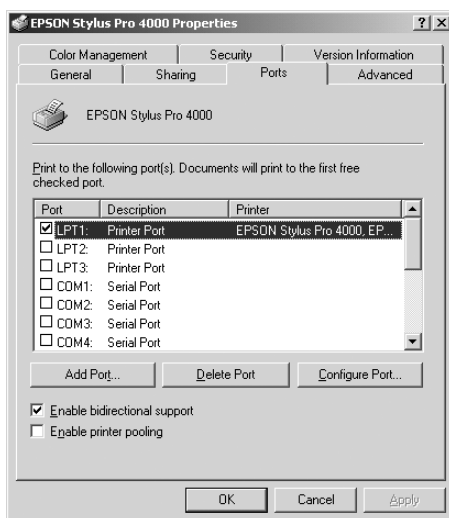 EPSON Stylus Pro 4000 Properties
Color Management Security Version Information
General Sharing Ports Advanced
EPSON Stylus Pro 4000
Print to the following port(s). Documents will print to the first free
checked port.
Port Description Printer
LPT1: Printer Port EPSON Stylus Pro 4000, EP...
LPT2: Printer Port
LPT3: Printer Port
COM1: Serial Port
COM2: Serial Port
COM3: Serial Port
COM4: Serial Port
Add Port... Delete Port Configure Port...
Enable bidirectional support
Enable printer pooling
OK Cancel Apply